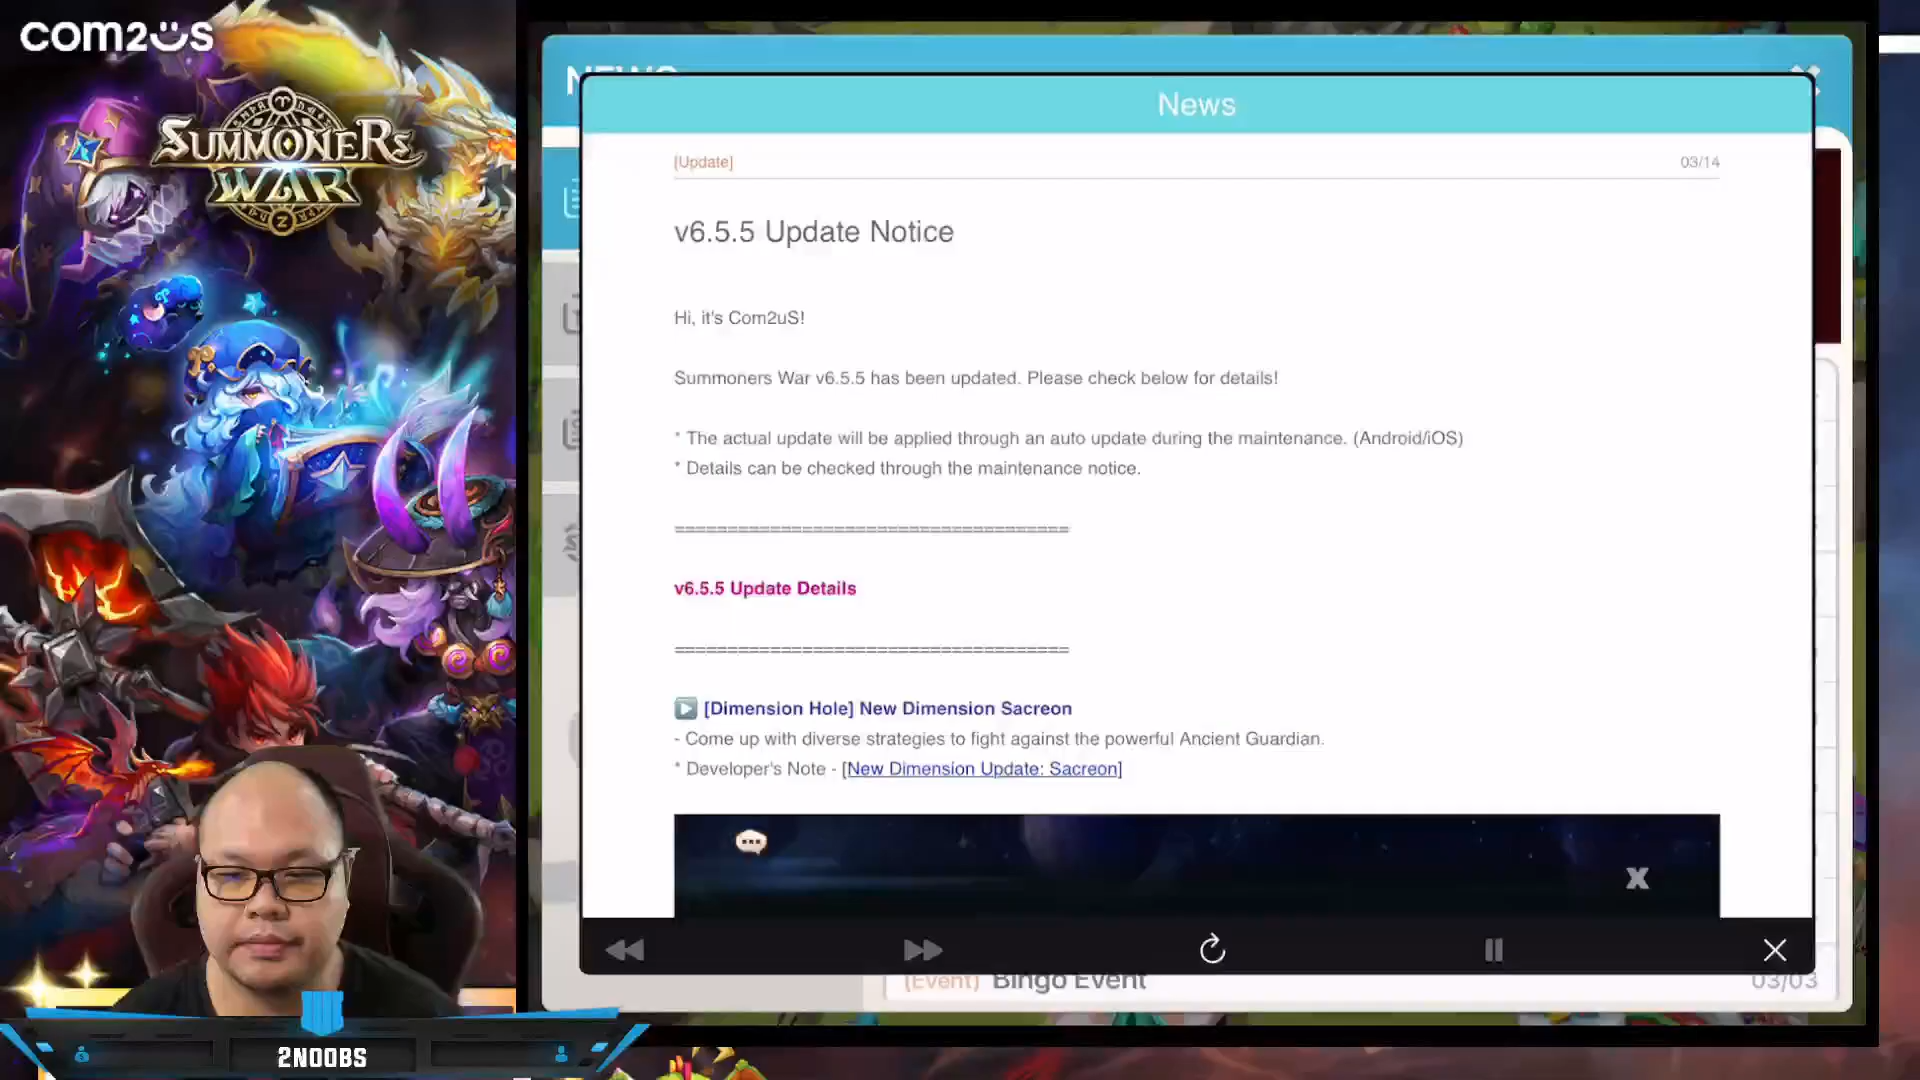 com2us
SUMMONERS
WAR
News
[Update]
03/14
v6.5.5 Update Notice
Hi, it's Com2uS!
Summoners War v6.5.5 has been updated. Please check below for details!
* The actual update will be applied through an auto update during the maintenance. (Android/iOS)
* Details can be checked through the maintenance notice.
======================================
v6.5.5 Update Details
======================================
[Dimension Hole] New Dimension Sacreon
- Come up with diverse strategies to fight against the powerful Ancient Guardian.
* Developer's Note - [New Dimension Update: Sacreon]
X
[Event] Bingo Event
03/03
2NOOBS